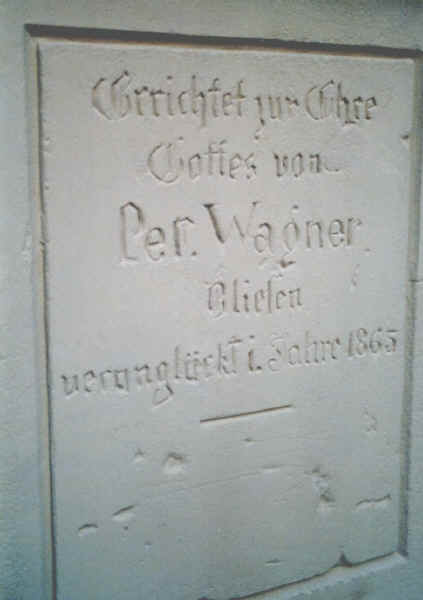 Errichtet zur Ehre
Gottes von
Pet. Wagner.
Bliesen
verunglückt i. Jahre 1865